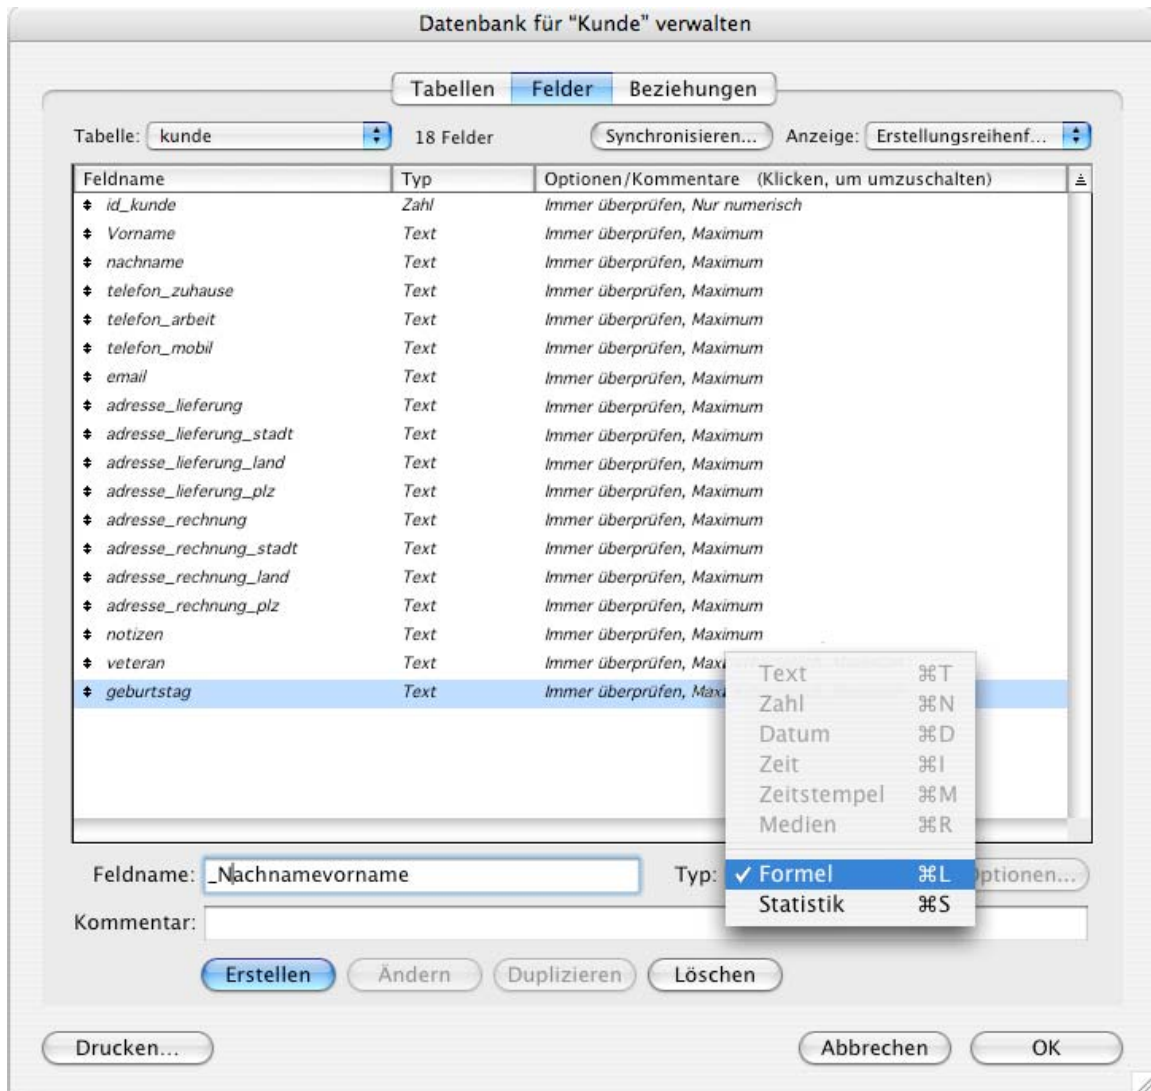 Datenbank für "Kunde" verwalten
Tabellen Felder Beziehungen
Tabelle: kunde 18 Felder Synchronisieren... Anzeige: Erstellungsreihenf...
Feldname Typ Optionen/Kommentare (Klicken, um umzuschalten)
id_kunde Zahl Immer überprüfen, Nur numerisch
Vorname Text Immer überprüfen, Maximum
nachname Text Immer überprüfen, Maximum
telefon_zuhause Text Immer überprüfen, Maximum
telefon_arbeit Text Immer überprüfen, Maximum
telefon_mobil Text Immer überprüfen, Maximum
email Text Immer überprüfen, Maximum
adresse_lieferung Text Immer überprüfen, Maximum
adresse_lieferung_stadt Text Immer überprüfen, Maximum
adresse_lieferung_land Text Immer überprüfen, Maximum
adresse_lieferung_plz Text Immer überprüfen, Maximum
adresse_rechnung Text Immer überprüfen, Maximum
adresse_rechnung_stadt Text Immer überprüfen, Maximum
adresse_rechnung_land Text Immer überprüfen, Maximum
adresse_rechnung_plz Text Immer überprüfen, Maximum
notizen Text Immer überprüfen, Maximum
veteran Text Immer überprüfen,
geburtstag Text Immer überprüfen,
Text ⌘T
Zahl ⌘N
Datum ⌘D
Zeit ⌘I
Zeitstempel ⌘M
Medien ⌘R
✓ Formel ⌘L
Statistik ⌘S
Feldname: _Nachnamevorname Typ: ptionen...
Kommentar:
Erstellen Ändern Duplizieren Löschen
Drucken... Abbrechen OK